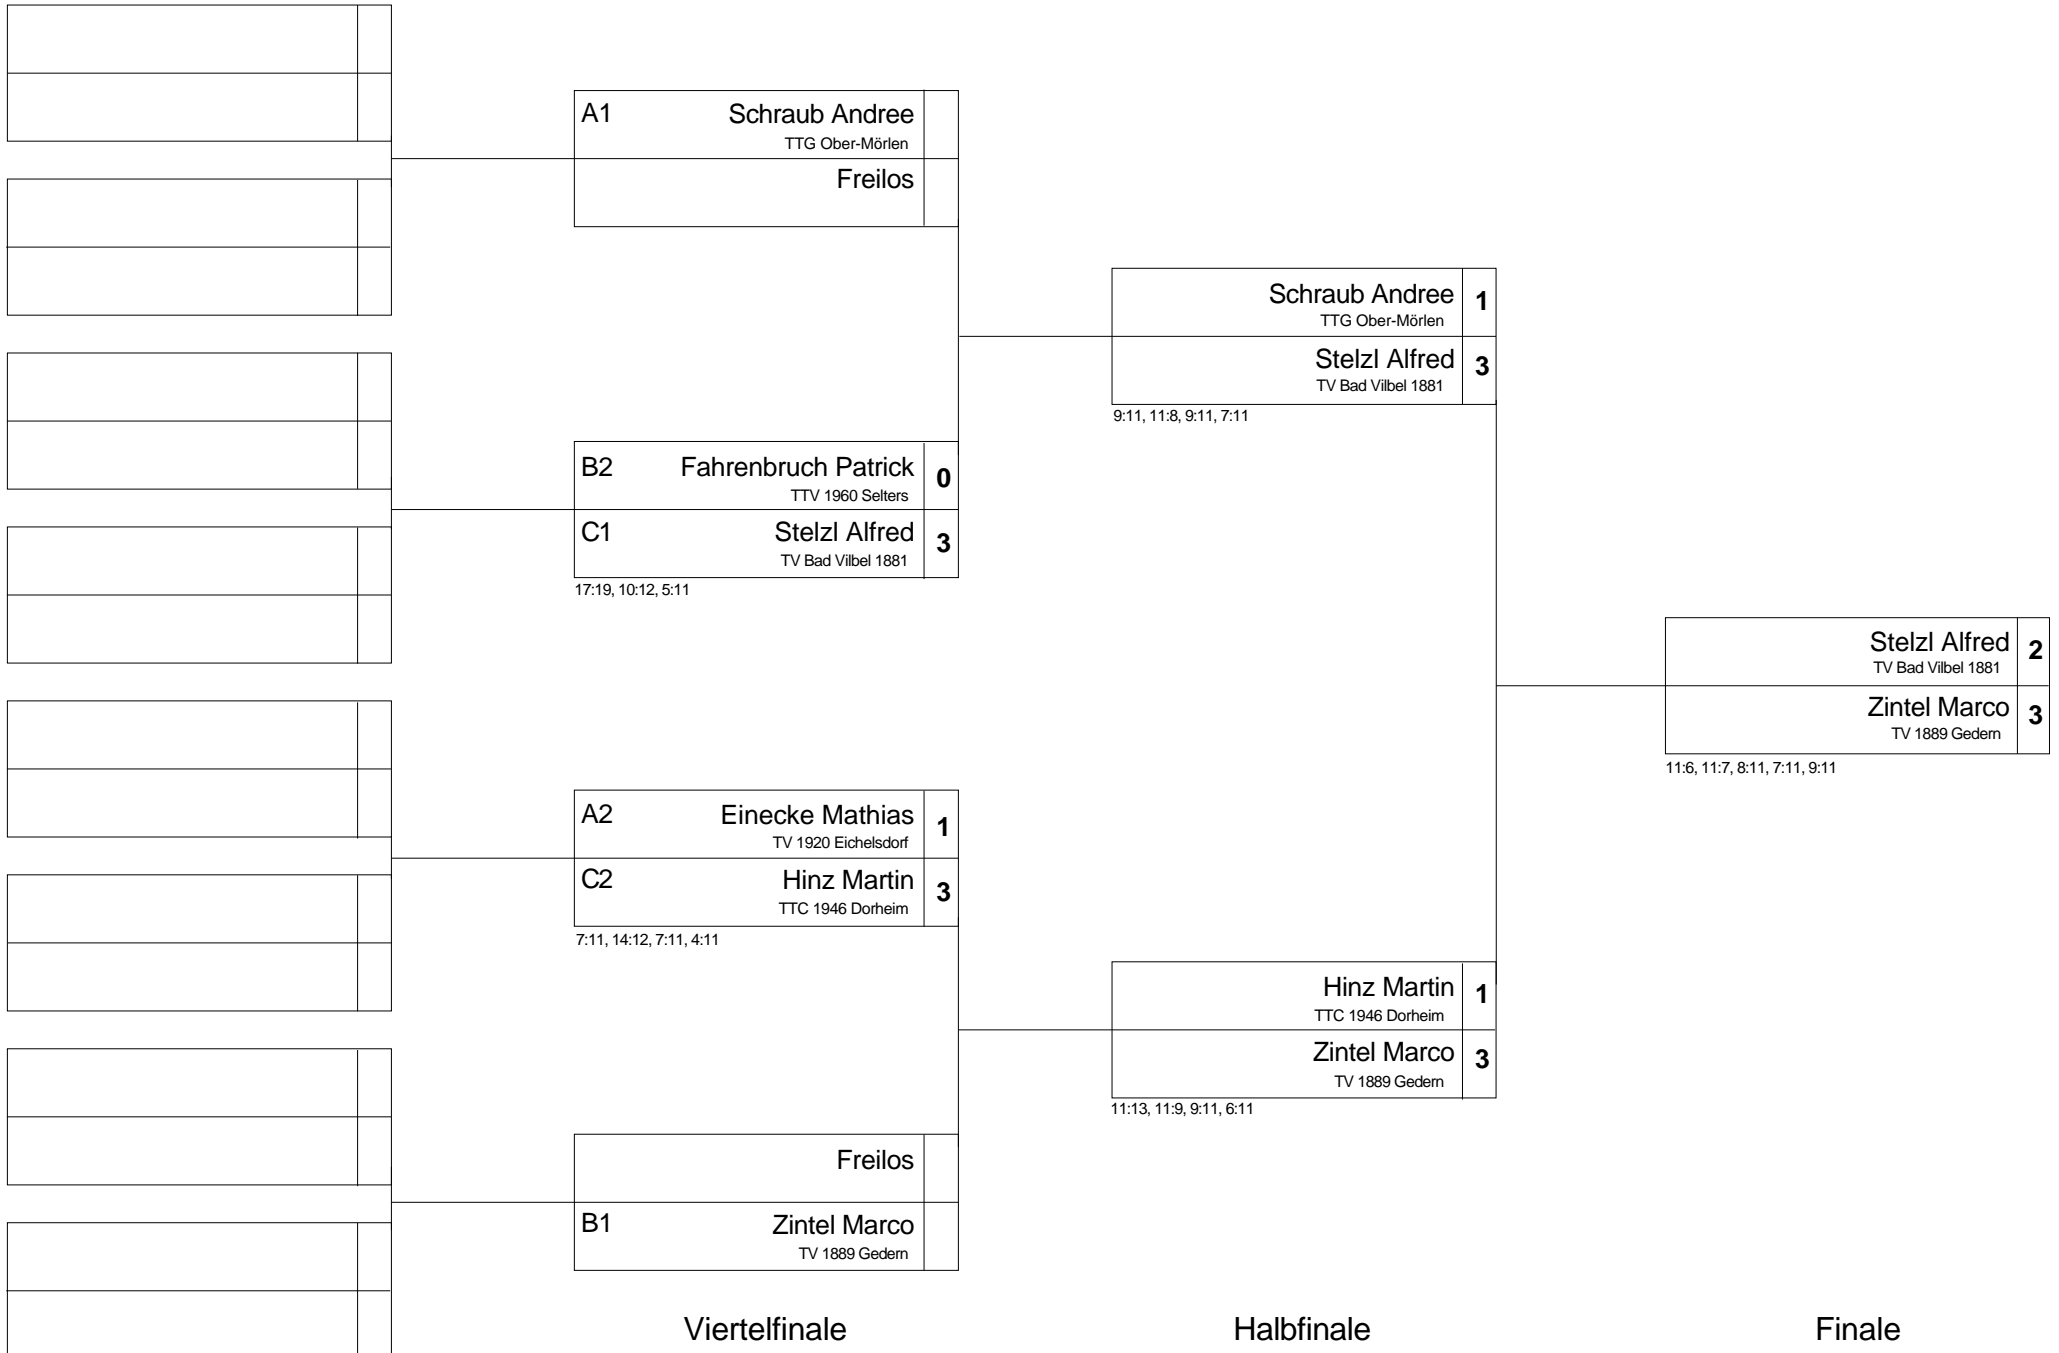 A1 Schraub Andree
TTG Ober-Mörlen
Freilos
B2 Fahrenbruch Patrick 0
TTV 1960 Selters
C1 Stelzl Alfred 3
TV Bad Vilbel 1881
17:19, 10:12, 5:11
A2 Einecke Mathias 1
TV 1920 Eichelsdorf
C2 Hinz Martin 3
TTC 1946 Dorheim
7:11, 14:12, 7:11, 4:11
Freilos
B1 Zintel Marco
TV 1889 Gedern
Viertelfinale
Schraub Andree 1
TTG Ober-Mörlen
Stelzl Alfred 3
TV Bad Vilbel 1881
9:11, 11:8, 9:11, 7:11
Hinz Martin 1
TTC 1946 Dorheim
Zintel Marco 3
TV 1889 Gedern
11:13, 11:9, 9:11, 6:11
Halbfinale
Stelzl Alfred 2
TV Bad Vilbel 1881
Zintel Marco 3
TV 1889 Gedern
11:6, 11:7, 8:11, 7:11, 9:11
Finale